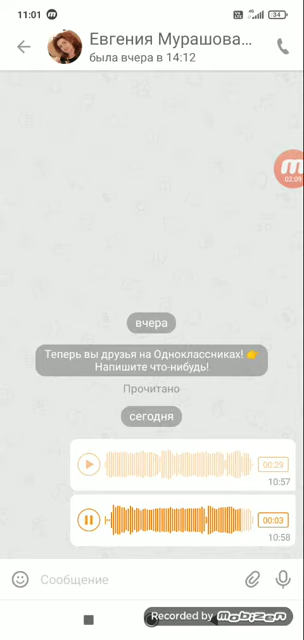 11:01
34
Евгения Мурашова...
была вчера в 14:12
02:09
вчера
Теперь вы друзья на Одноклассниках! 👉
Напишите что-нибудь!
Прочитано
сегодня
00:29
10:57
00:03
10:58
Сообщение
Recorded by mobizen